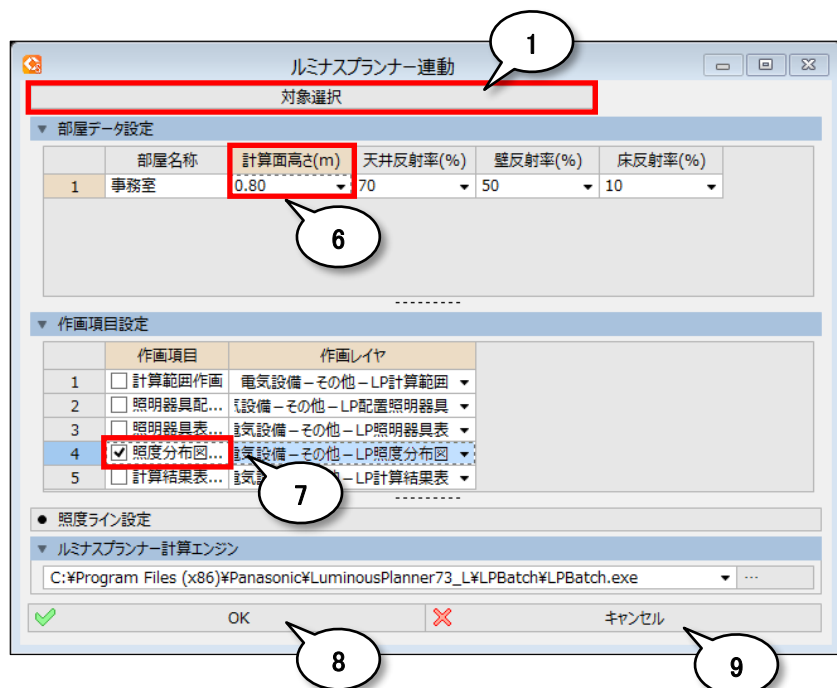 1
ルミナスプランナー連動
対象選択
▼ 部屋データ設定
部屋名称 計算面高さ(m) 天井反射率(%) 壁反射率(%) 床反射率(%)
1 事務室 0.80 70 50 10
6
▼ 作画項目設定
作画項目 作画レイヤ
1 計算範囲作画 電気設備－その他－LP計算範囲
2 照明器具配... 設備－その他－LP配置照明器具
3 照明器具表... 気設備－その他－LP照明器具表
4 照度分布図... 気設備－その他－LP照度分布図
5 計算結果表... 気設備－その他－LP計算結果表
7
● 照度ライン設定
▼ ルミナスプランナー計算エンジン
C:¥Program Files (x86)¥Panasonic¥LuminousPlanner73_L¥LPBatch¥LPBatch.exe ...
OK キャンセル
8 9